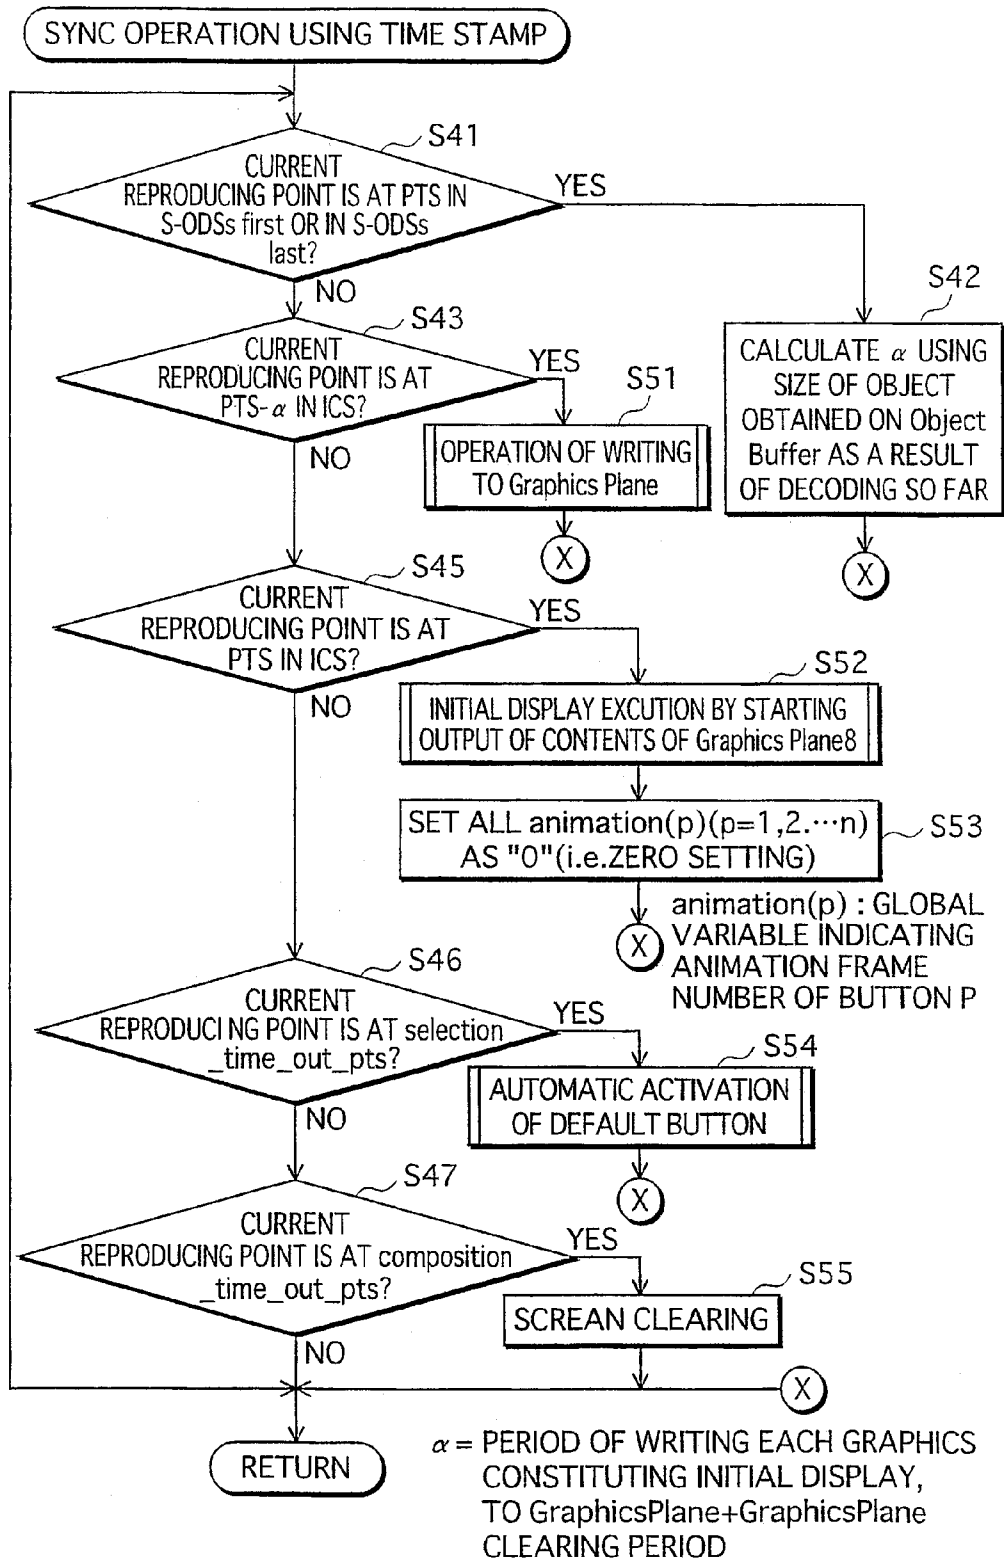 SYNC OPERATION USING TIME STAMP
S41
CURRENT
REPRODUCING POINT IS AT PTS IN
S-ODSs first OR IN S-ODSs
last?
YES
NO
S42
CALCULATE α USING
SIZE OF OBJECT
OBTAINED ON Object
Buffer AS A RESULT
OF DECODING SO FAR
X
S43
CURRENT
REPRODUCING POINT IS AT
PTS-α IN ICS?
YES
NO
S51
OPERATION OF WRITING
TO Graphics Plane
X
S45
CURRENT
REPRODUCING POINT IS AT
PTS IN ICS?
YES
NO
S52
INITIAL DISPLAY EXCUTION BY STARTING
OUTPUT OF CONTENTS OF Graphics Plane8
SET ALL animation(p)(p=1,2.⋯n)
AS "0"(i.e.ZERO SETTING)
S53
X
animation(p) : GLOBAL
VARIABLE INDICATING
ANIMATION FRAME
NUMBER OF BUTTON P
S46
CURRENT
REPRODUCING POINT IS AT selection
_time_out_pts?
YES
NO
S54
AUTOMATIC ACTIVATION
OF DEFAULT BUTTON
X
S47
CURRENT
REPRODUCING POINT IS AT composition
_time_out_pts?
YES
NO
S55
SCREAN CLEARING
X
RETURN
α = PERIOD OF WRITING EACH GRAPHICS
CONSTITUTING INITIAL DISPLAY,
TO GraphicsPlane+GraphicsPlane
CLEARING PERIOD